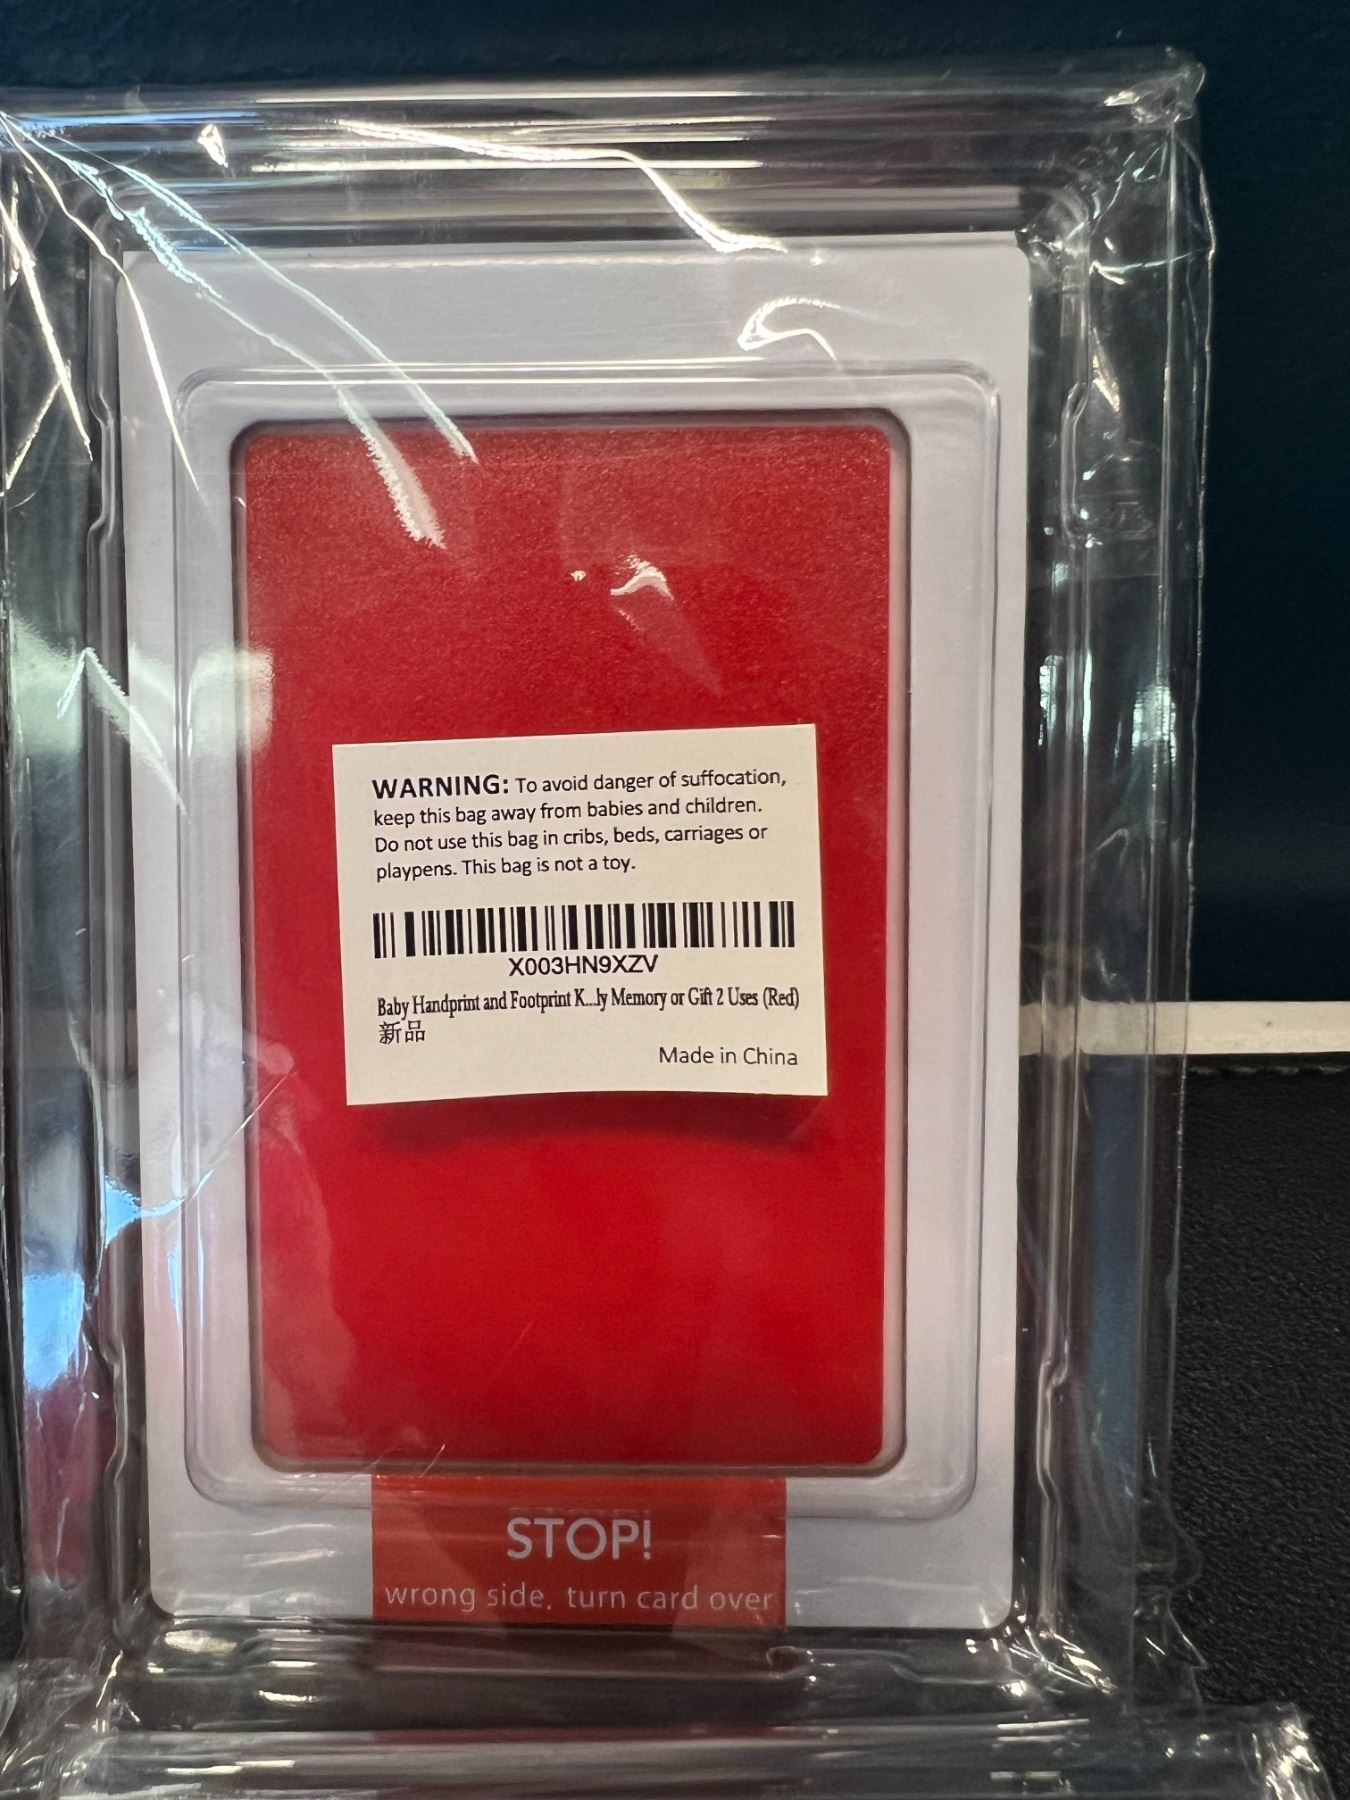 WARNING: To avoid danger of suffocation,
keep this bag away from babies and children.
Do not use this bag in cribs, beds, carriages or
playpens. This bag is not a toy.
X003HN9XZV
Baby Handprint and Footprint K...ly Memory or Gift 2 Uses (Red)
新品
Made in China
STOP!
wrong side, turn card over